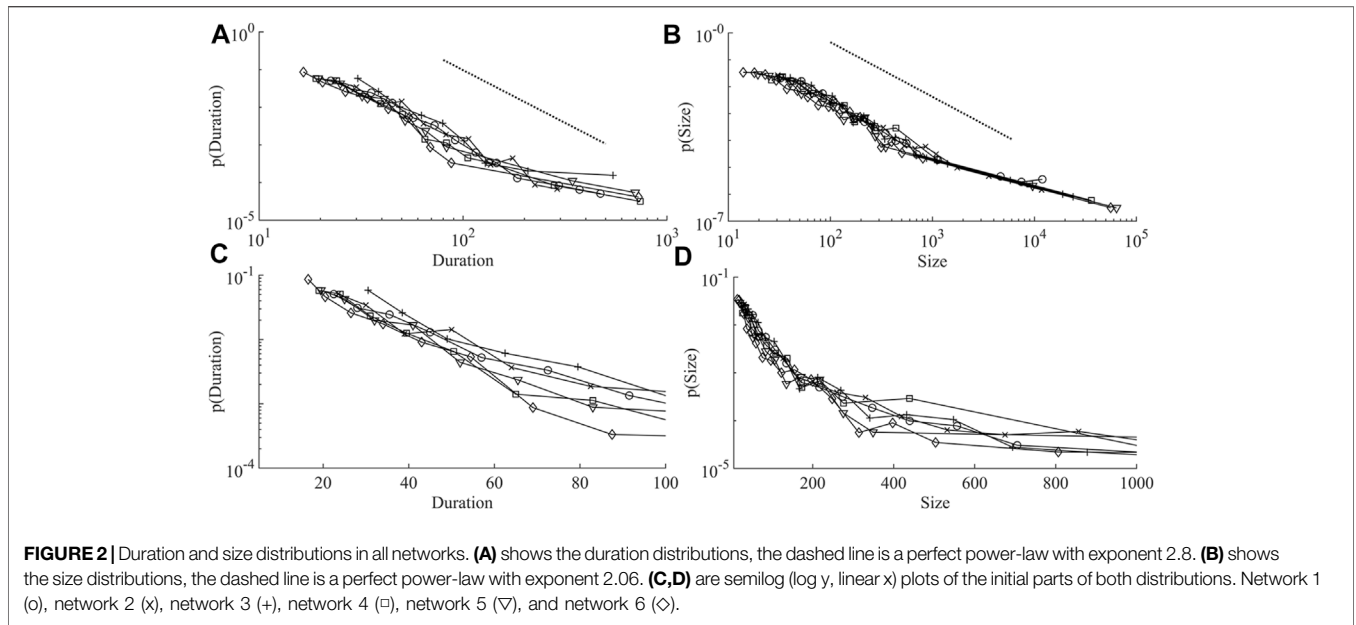 A
10^0
p(Duration)
10^-5
10^1
10^2
10^3
Duration
B
10^-0
p(Size)
10^-7
10^1
10^2
10^3
10^4
10^5
Size
C
10^-1
p(Duration)
10^-4
20
40
60
80
100
Duration
D
10^-1
p(Size)
10^-5
200
400
600
800
1000
Size
FIGURE 2 | Duration and size distributions in all networks. (A) shows the duration distributions, the dashed line is a perfect power-law with exponent 2.8. (B) shows
the size distributions, the dashed line is a perfect power-law with exponent 2.06. (C,D) are semilog (log y, linear x) plots of the initial parts of both distributions. Network 1
(o), network 2 (x), network 3 (+), network 4 (□), network 5 (▽), and network 6 (◇).